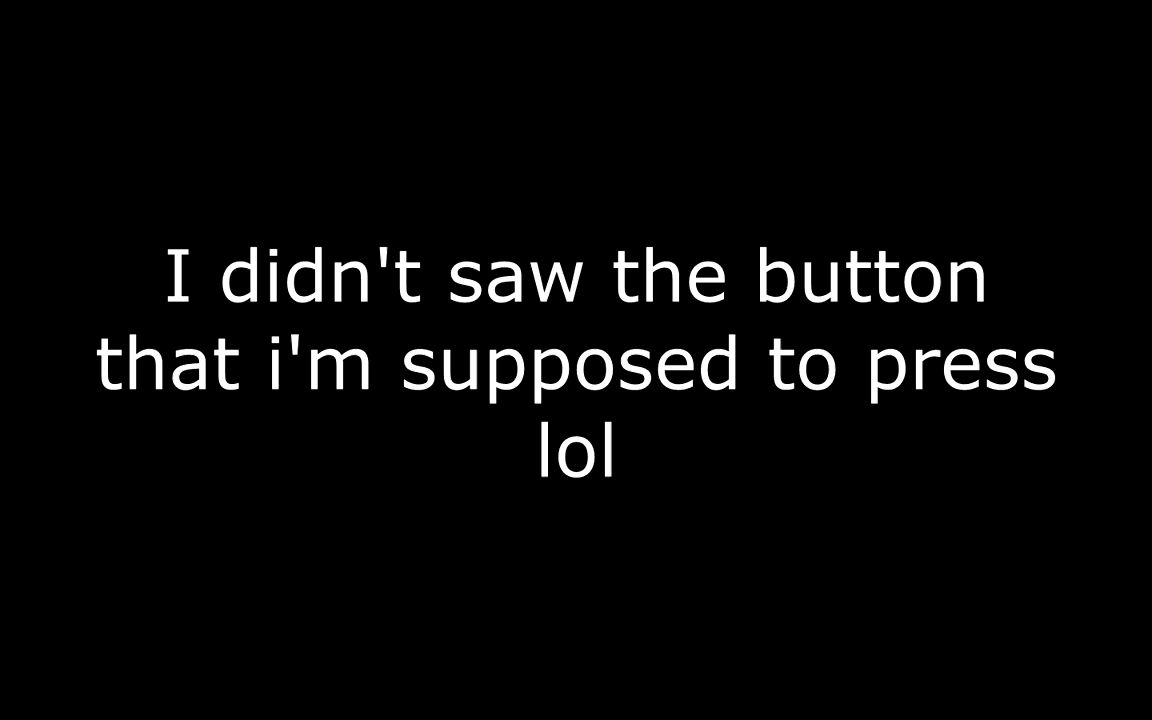 I didn't saw the button
that i'm supposed to press
lol